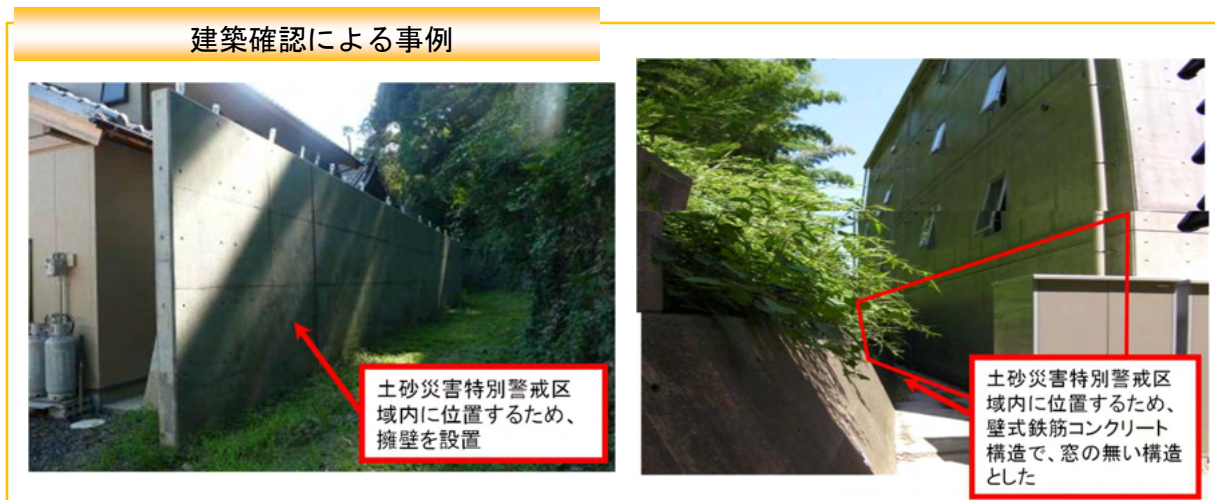 建築確認による事例
土砂災害特別警戒区
域内に位置するため、
擁壁を設置
土砂災害特別警戒区
域内に位置するため、
壁式鉄筋コンクリート
構造で、窓の無い構造
とした